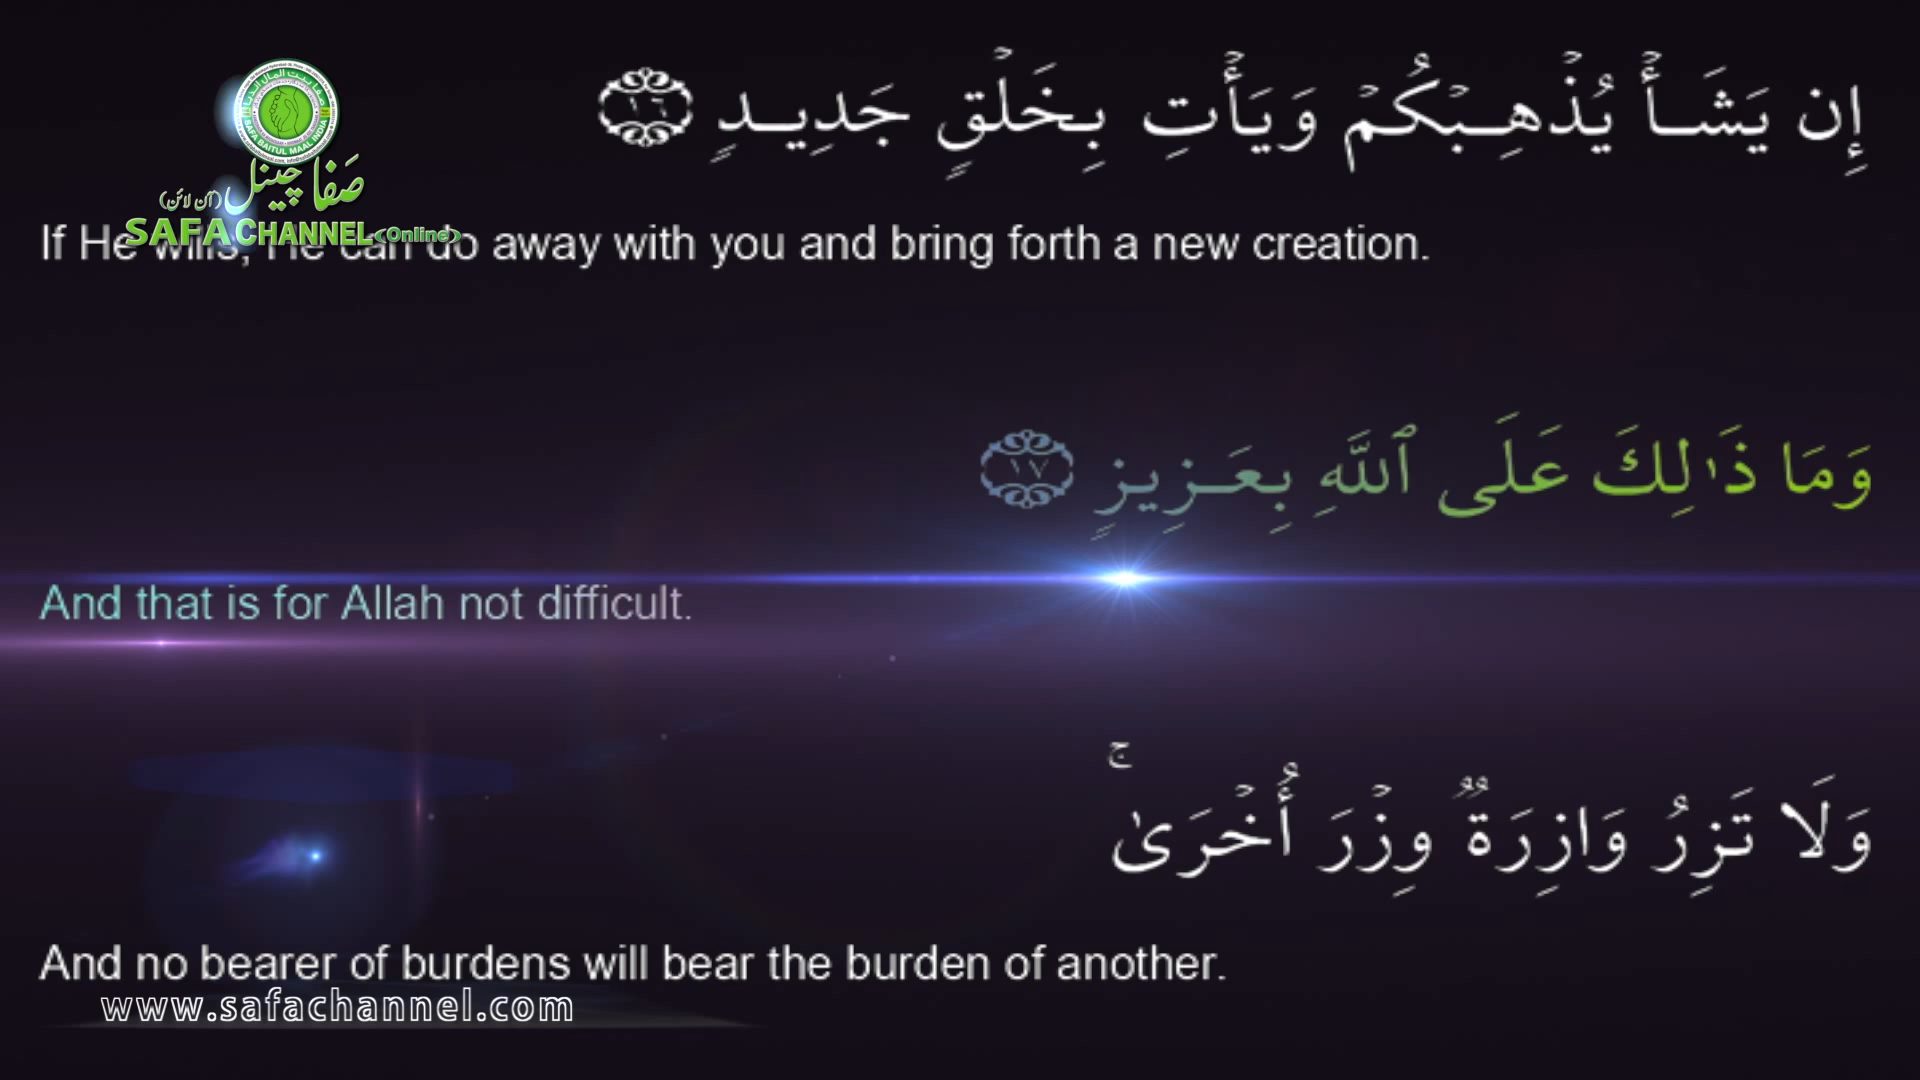 إِن يَشَأۡ يُذۡهِبۡكُمۡ وَيَأۡتِ بِخَلۡقٖ جَدِيدٖ ١٦
صفا چینل
(آن لائن)
SAFA CHANNEL (Online)
If He wills, He can do away with you and bring forth a new creation.
وَمَا ذَٰلِكَ عَلَى ٱللَّهِ بِعَزِيزٖ ١٧
And that is for Allah not difficult.
وَلَا تَزِرُ وَازِرَةٞ وِزۡرَ أُخۡرَىٰۚ
And no bearer of burdens will bear the burden of another.
www.safachannel.com